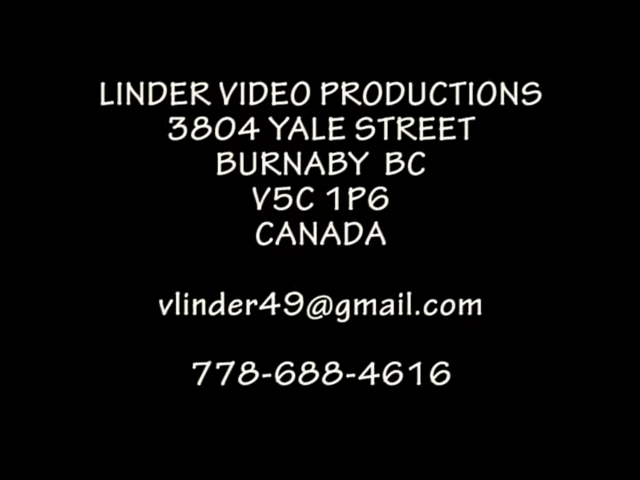 LINDER VIDEO PRODUCTIONS
3804 YALE STREET
BURNABY BC
V5C 1P6
CANADA
vlinder49@gmail.com
778-688-4616